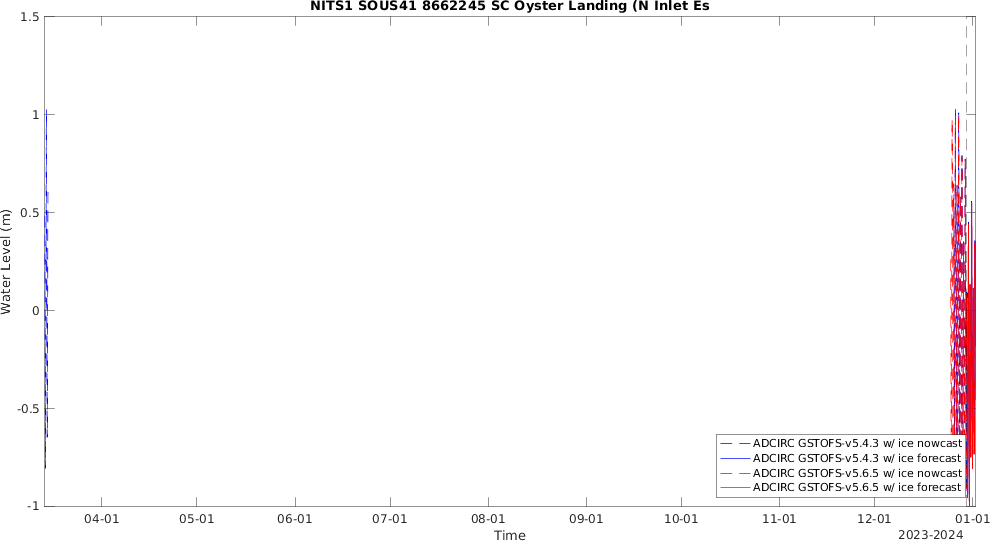 NITS1 SOUS41 8662245 SC Oyster Landing (N Inlet Es
1.5
1
0.5
0
-0.5
-1
Water Level (m)
04-01 05-01 06-01 07-01 08-01 09-01 10-01 11-01 12-01 01-01
2023-2024
Time
ADCIRC GSTOFS-v5.4.3 w/ ice nowcast
ADCIRC GSTOFS-v5.4.3 w/ ice forecast
ADCIRC GSTOFS-v5.6.5 w/ ice nowcast
ADCIRC GSTOFS-v5.6.5 w/ ice forecast